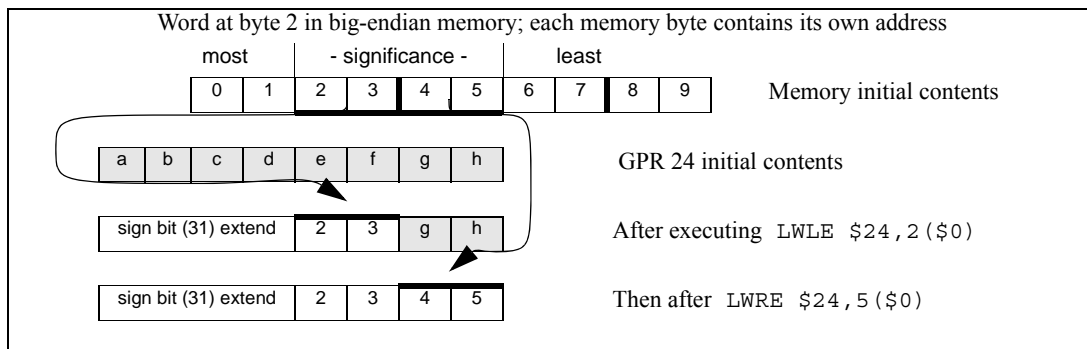 Word at byte 2 in big-endian memory; each memory byte contains its own address
most - significance - least
0 1 2 3 4 5 6 7 8 9 Memory initial contents
a b c d e f g h GPR 24 initial contents
sign bit (31) extend 2 3 g h After executing LWLE $24,2($0)
sign bit (31) extend 2 3 4 5 Then after LWRE $24,5($0)